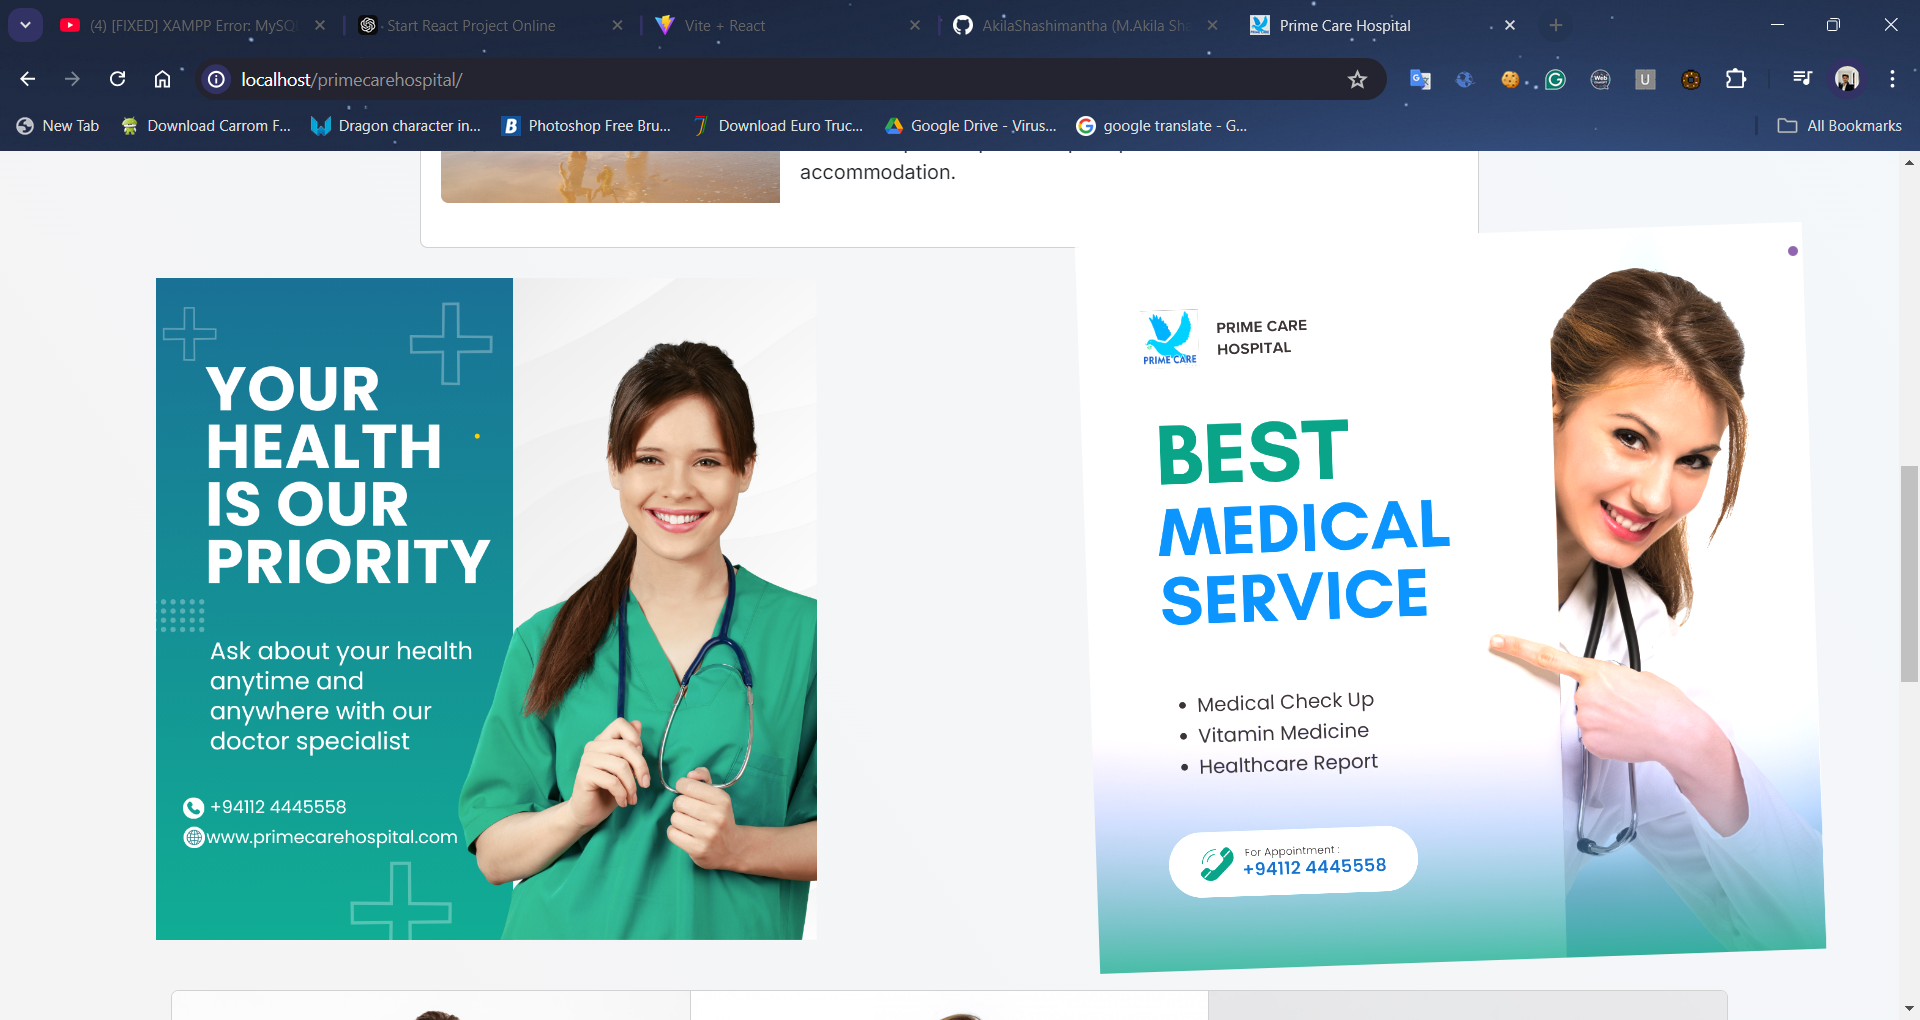 (4) [FIXED] XAMPP Error: MySQ
Start React Project Online
Vite + React
AkilaShashimantha (M.Akila Sha
Prime Care Hospital
localhost/primecarehospital/
New Tab
Download Carrom F...
Dragon character in...
Photoshop Free Bru...
Download Euro Truc...
Google Drive - Virus...
google translate - G...
All Bookmarks
accommodation.
YOUR
HEALTH
IS OUR
PRIORITY
Ask about your health
anytime and
anywhere with our
doctor specialist
+94112 4445558
www.primecarehospital.com
PRIME CARE
PRIME CARE
HOSPITAL
BEST
MEDICAL
SERVICE
• Medical Check Up
• Vitamin Medicine
• Healthcare Report
For Appointment :
+94112 4445558